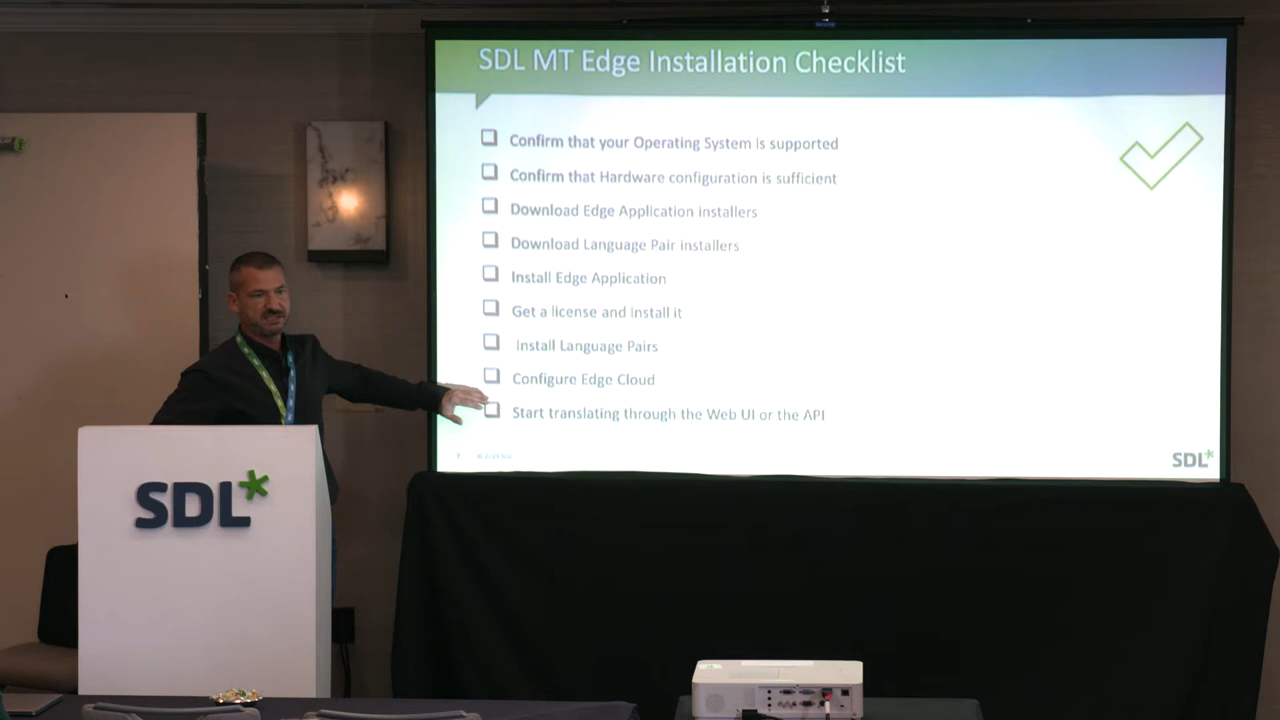 SDL MT Edge Installation Checklist
Confirm that your Operating System is supported
Confirm that Hardware configuration is sufficient
Download Edge Application installers
Download Language Pair installers
Install Edge Application
Get a license and install it
Install Language Pairs
Configure Edge Cloud
Start translating through the Web UI or the API
SDL*
SDL*